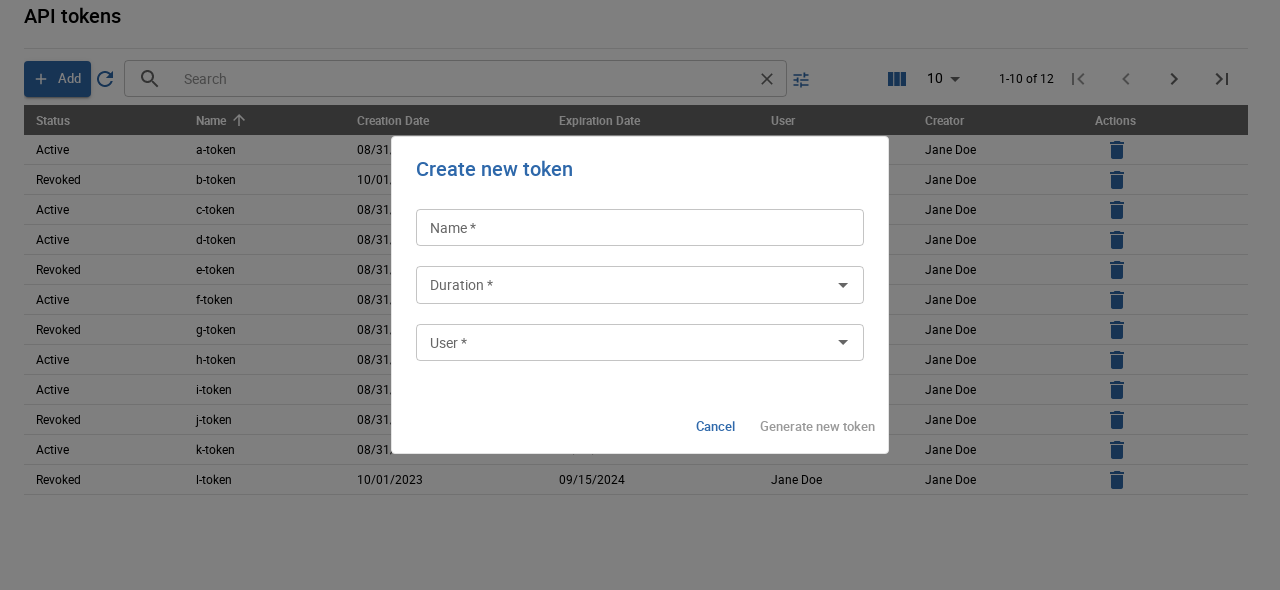 API tokens
Add
Search
10
1-10 of 12
Status Name Creation Date Expiration Date User Creator Actions
Active a-token 08/31 Jane Doe
Revoked b-token 10/01 Jane Doe
Active c-token 08/31 Jane Doe
Active d-token 08/31 Jane Doe
Revoked e-token 08/31 Jane Doe
Active f-token 08/31 Jane Doe
Revoked g-token 08/31 Jane Doe
Active h-token 08/31 Jane Doe
Active i-token 08/31 Jane Doe
Revoked j-token 08/31 Jane Doe
Active k-token 08/31 Jane Doe
Revoked l-token 10/01/2023 09/15/2024 Jane Doe Jane Doe
Create new token
Name *
Duration *
User *
Cancel Generate new token